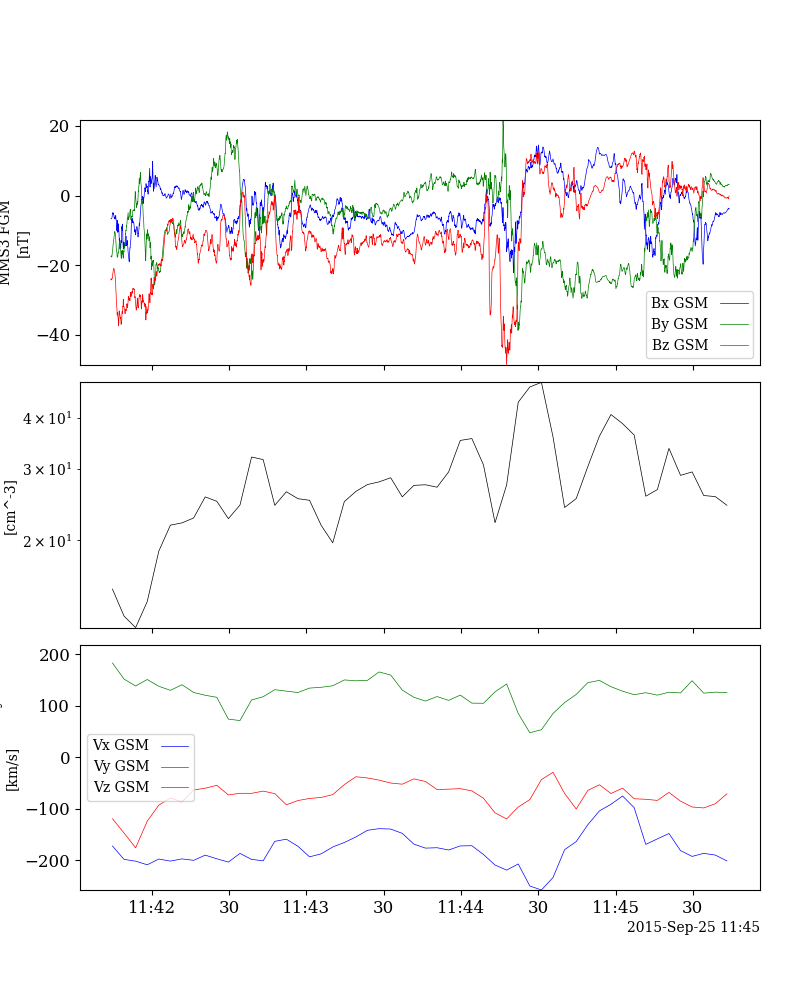 20
0
−20
−40
MMS3 FGM
[nT]
Bx GSM
By GSM
Bz GSM
4 × 10¹
3 × 10¹
2 × 10¹
[cm^-3]
200
100
0
−100
−200
[km/s]
Vx GSM
Vy GSM
Vz GSM
11:42 30 11:43 30 11:44 30 11:45 30
2015-Sep-25 11:45